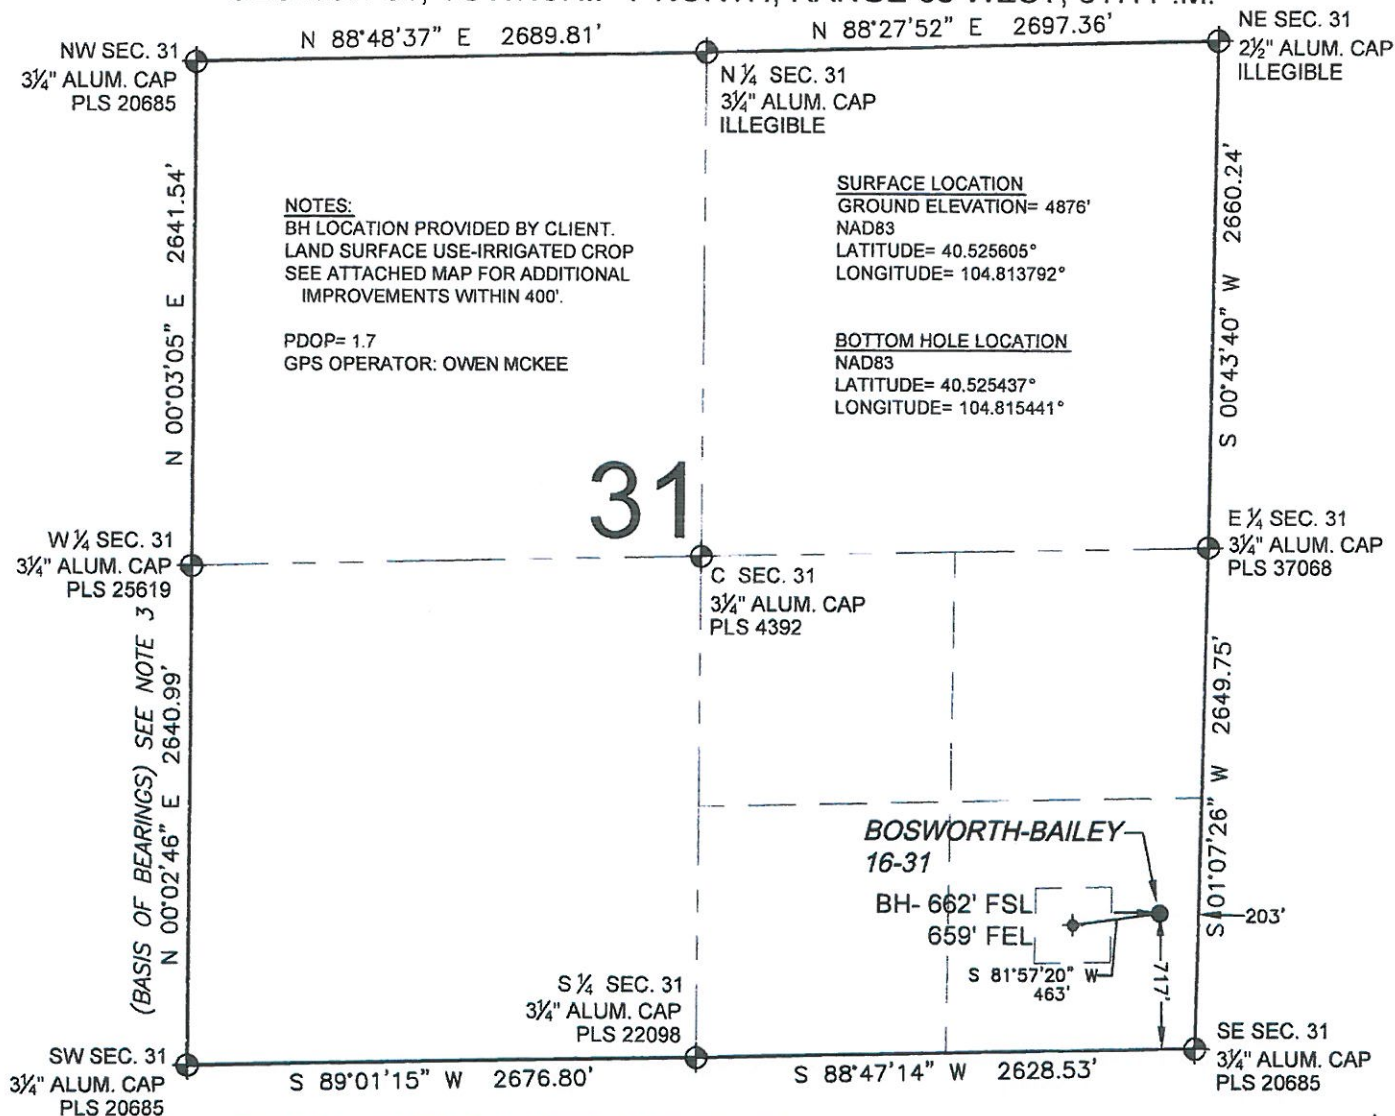 N 88°48'37" E 2689.81'
N 88°27'52" E 2697.36'
NW SEC. 31
3¼" ALUM. CAP
PLS 20685
N ¼ SEC. 31
3¼" ALUM. CAP
ILLEGIBLE
NE SEC. 31
2½" ALUM. CAP
ILLEGIBLE
N 00°03'05" E 2641.54'
NOTES:
BH LOCATION PROVIDED BY CLIENT.
LAND SURFACE USE-IRRIGATED CROP
SEE ATTACHED MAP FOR ADDITIONAL
IMPROVEMENTS WITHIN 400'.
PDOP= 1.7
GPS OPERATOR: OWEN MCKEE
SURFACE LOCATION
GROUND ELEVATION= 4876'
NAD83
LATITUDE= 40.525605°
LONGITUDE= 104.813792°
BOTTOM HOLE LOCATION
NAD83
LATITUDE= 40.525437°
LONGITUDE= 104.815441°
S 00°43'40" W 2660.24'
31
W ¼ SEC. 31
3¼" ALUM. CAP
PLS 25619
C SEC. 31
3¼" ALUM. CAP
PLS 4392
E ¼ SEC. 31
3¼" ALUM. CAP
PLS 37068
(BASIS OF BEARINGS) SEE NOTE 3
N 00°02'46" E 2640.99'
S 01°07'26" W 2649.75'
BOSWORTH-BAILEY
16-31
BH- 662' FSL
659' FEL
203'
S 81°57'20" W
463'
717'
S ¼ SEC. 31
3¼" ALUM. CAP
PLS 22098
SW SEC. 31
3¼" ALUM. CAP
PLS 20685
S 89°01'15" W 2676.80'
S 88°47'14" W 2628.53'
SE SEC. 31
3¼" ALUM. CAP
PLS 20685